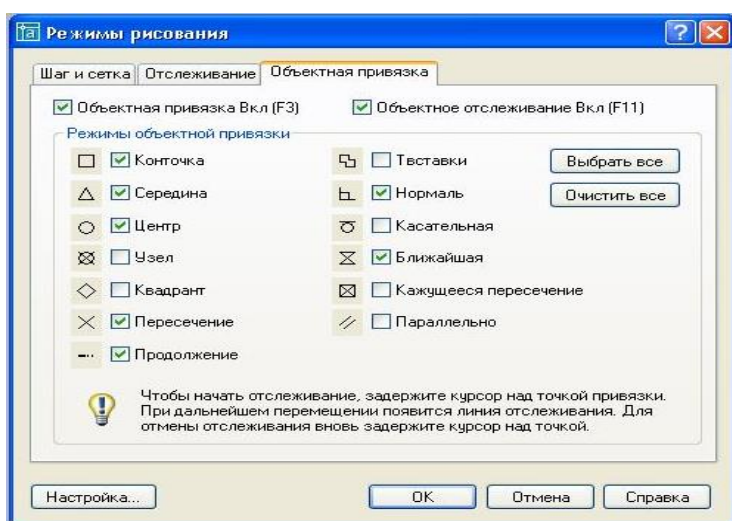 Режимы рисования
Шаг и сетка Отслеживание Объектная привязка
Объектная привязка Вкл (F3) Объектное отслеживание Вкл (F11)
Режимы объектной привязки
Конточка Твставки Выбрать все
Середина Нормаль Очистить все
Центр Касательная
Узел Ближайшая
Квадрант Кажущееся пересечение
Пересечение Параллельно
Продолжение
Чтобы начать отслеживание, задержите курсор над точкой привязки.
При дальнейшем перемещении появится линия отслеживания. Для
отмены отслеживания вновь задержите курсор над точкой.
Настройка... OK Отмена Справка